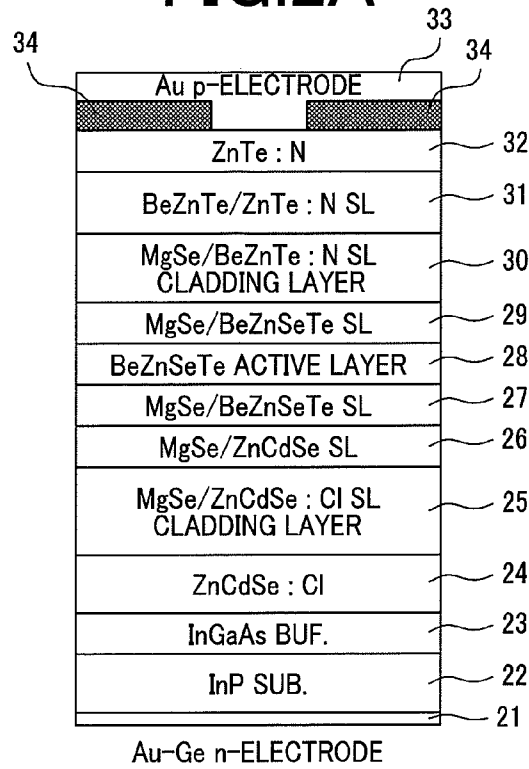 34
33
34
Au p-ELECTRODE
ZnTe : N
32
BeZnTe/ZnTe : N SL
31
MgSe/BeZnTe : N SL
CLADDING LAYER
30
MgSe/BeZnSeTe SL
29
BeZnSeTe ACTIVE LAYER
28
MgSe/BeZnSeTe SL
27
MgSe/ZnCdSe SL
26
MgSe/ZnCdSe : Cl SL
CLADDING LAYER
25
ZnCdSe : Cl
24
InGaAs BUF.
23
InP SUB.
22
21
Au-Ge n-ELECTRODE